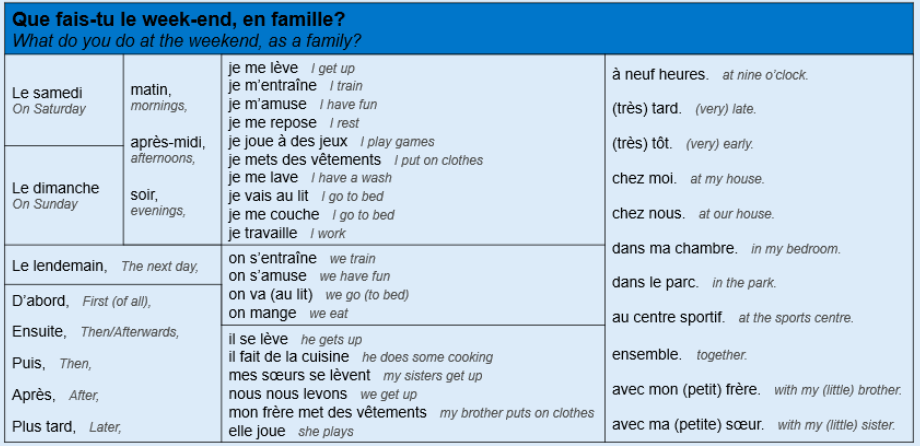 Que fais-tu le week-end, en famille?
What do you do at the weekend, as a family?
Le samedi
On Saturday
Le dimanche
On Sunday
matin,
mornings,
après-midi,
afternoons,
soir,
evenings,
je me lève I get up
je m'entraîne I train
je m'amuse I have fun
je me repose I rest
je joue à des jeux I play games
je mets des vêtements I put on clothes
je me lave I have a wash
je vais au lit I go to bed
je me couche I go to bed
je travaille I work
Le lendemain, The next day,
D'abord, First (of all),
Ensuite, Then/Afterwards,
Puis, Then,
Après, After,
Plus tard, Later,
on s'entraîne we train
on s'amuse we have fun
on va (au lit) we go (to bed)
on mange we eat
il se lève he gets up
il fait de la cuisine he does some cooking
mes sœurs se lèvent my sisters get up
nous nous levons we get up
mon frère met des vêtements my brother puts on clothes
elle joue she plays
à neuf heures. at nine o'clock.
(très) tard. (very) late.
(très) tôt. (very) early.
chez moi. at my house.
chez nous. at our house.
dans ma chambre. in my bedroom.
dans le parc. in the park.
au centre sportif. at the sports centre.
ensemble. together.
avec mon (petit) frère. with my (little) brother.
avec ma (petite) sœur. with my (little) sister.